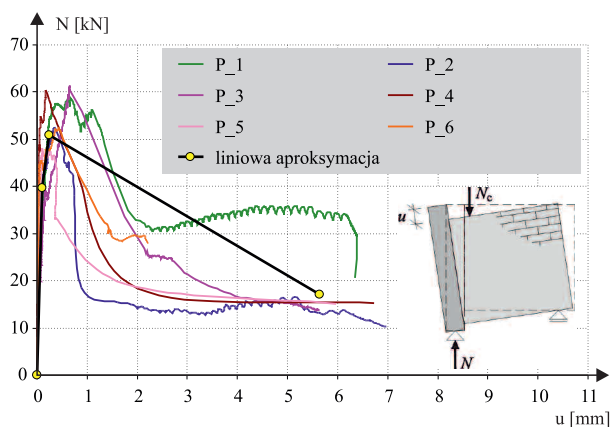 N [kN]
70
60
50
40
30
20
10
0
P_1 P_2
P_3 P_4
P_5 P_6
liniowa aproksymacja
u
Nc
N
0 1 2 3 4 5 6 7 8 9 10 11
u [mm]